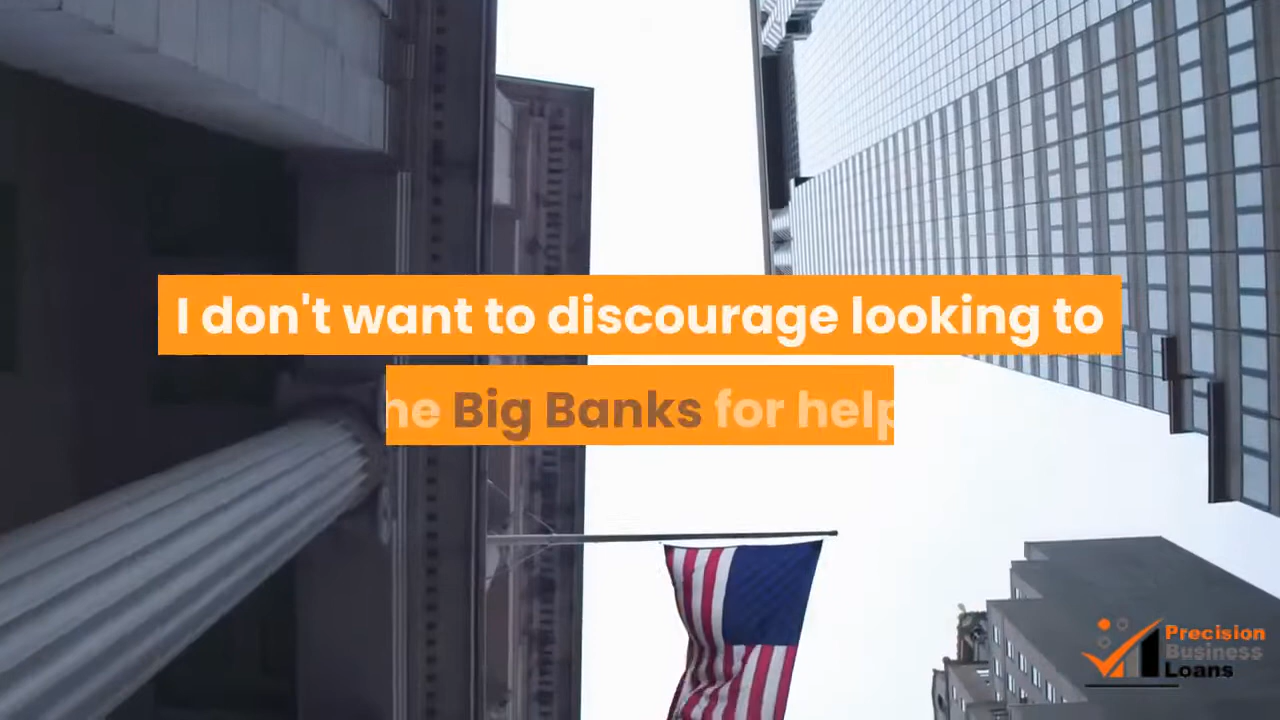 I don't want to discourage looking to
he Big Banks for help
Precision
Business
Loans